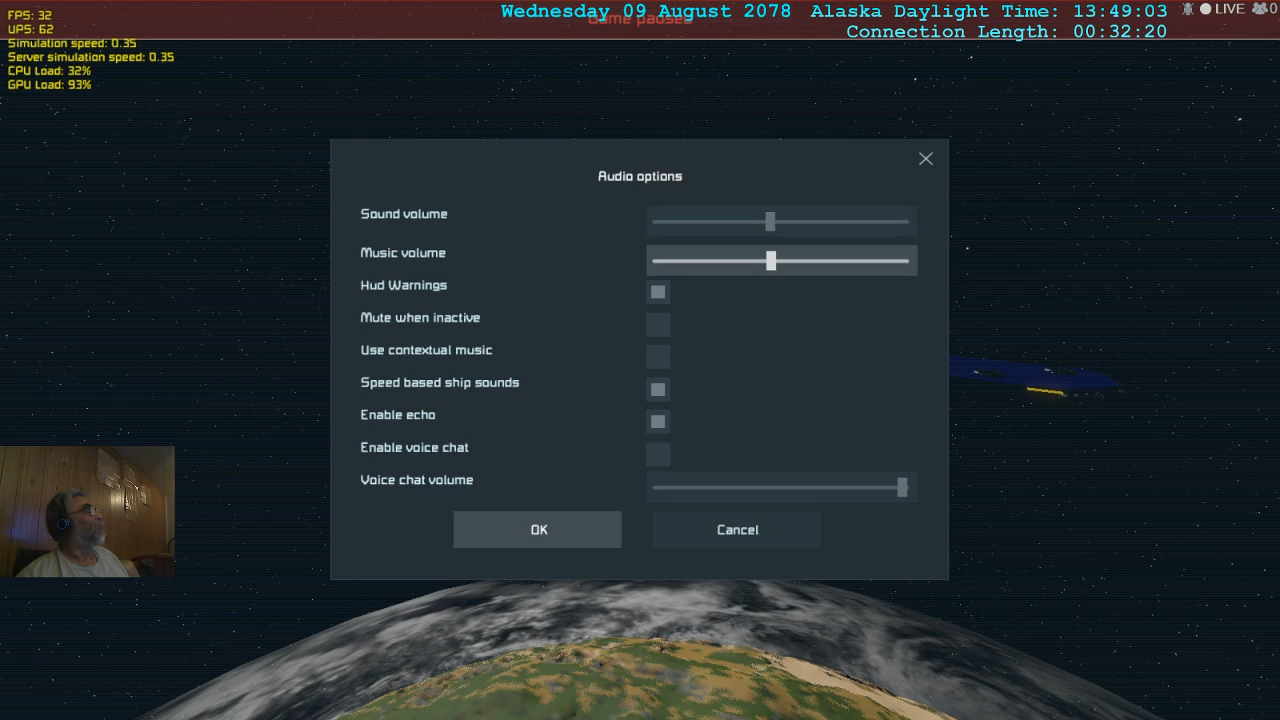 FPS: 32
UPS: 62
Simulation speed: 0.35
Server simulation speed: 0.35
CPU Load: 32%
GPU Load: 93%
Game paused
Wednesday 09 August 2078 Alaska Daylight Time: 13:49:03
Connection Length: 00:32:20
LIVE 0
Audio options
Sound volume
Music volume
Hud Warnings
Mute when inactive
Use contextual music
Speed based ship sounds
Enable echo
Enable voice chat
Voice chat volume
OK Cancel